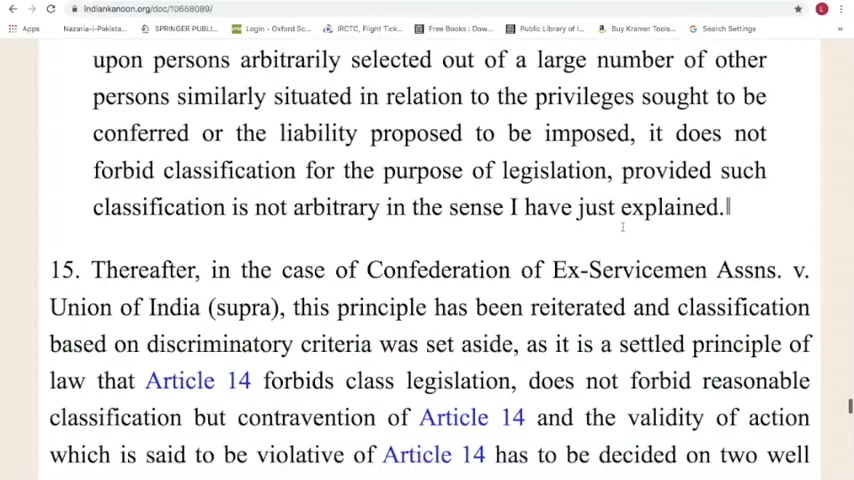 indiankanoon.org/doc/10658089/
L
Apps
Nazaria-i-Pakista...
SPRINGER PUBLI...
Login - Oxford Sc...
IRCTC, Flight Tick...
Free Books : Dow...
Public Library of I...
Buy Kramer Tools...
Search Settings
»
upon persons arbitrarily selected out of a large number of other
persons similarly situated in relation to the privileges sought to be
conferred or the liability proposed to be imposed, it does not
forbid classification for the purpose of legislation, provided such
classification is not arbitrary in the sense I have just explained.‖
15. Thereafter, in the case of Confederation of Ex-Servicemen Assns. v.
Union of India (supra), this principle has been reiterated and classification
based on discriminatory criteria was set aside, as it is a settled principle of
law that Article 14 forbids class legislation, does not forbid reasonable
classification but contravention of Article 14 and the validity of action
which is said to be violative of Article 14 has to be decided on two well